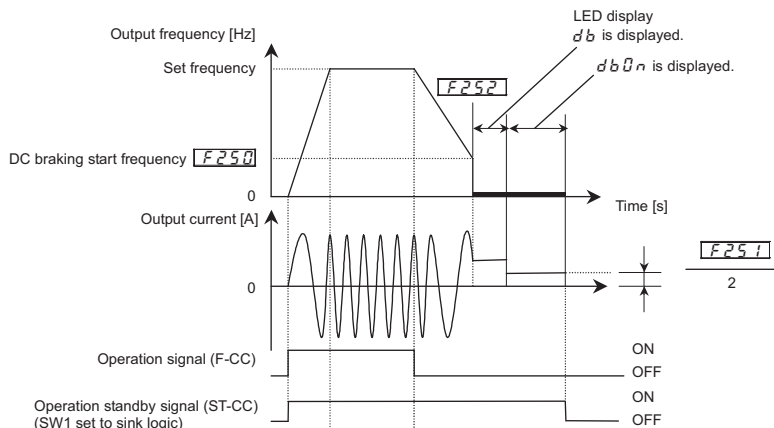 LED display
db is displayed.
dbOn is displayed.
Output frequency [Hz]
Set frequency
F252
DC braking start frequency F250
0
Time [s]
Output current [A]
F251
2
0
Operation signal (F-CC)
ON
OFF
Operation standby signal (ST-CC)
(SW1 set to sink logic)
ON
OFF